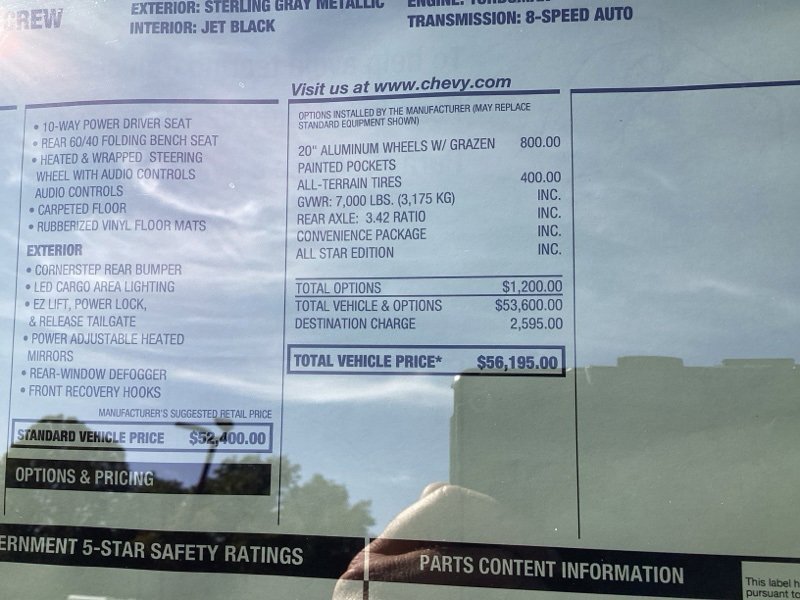 CREW
EXTERIOR: STERLING GRAY METALLIC
INTERIOR: JET BLACK
ENGINE:
TRANSMISSION: 8-SPEED AUTO
Visit us at www.chevy.com
• 10-WAY POWER DRIVER SEAT
• REAR 60/40 FOLDING BENCH SEAT
• HEATED & WRAPPED STEERING
WHEEL WITH AUDIO CONTROLS
AUDIO CONTROLS
• CARPETED FLOOR
• RUBBERIZED VINYL FLOOR MATS
EXTERIOR
• CORNERSTEP REAR BUMPER
• LED CARGO AREA LIGHTING
• EZ LIFT, POWER LOCK,
& RELEASE TAILGATE
• POWER ADJUSTABLE HEATED
MIRRORS
• REAR-WINDOW DEFOGGER
• FRONT RECOVERY HOOKS
MANUFACTURER'S SUGGESTED RETAIL PRICE
STANDARD VEHICLE PRICE $52,400.00
OPTIONS & PRICING
OPTIONS INSTALLED BY THE MANUFACTURER (MAY REPLACE
STANDARD EQUIPMENT SHOWN)
20" ALUMINUM WHEELS W/ GRAZEN 800.00
PAINTED POCKETS
ALL-TERRAIN TIRES 400.00
GVWR: 7,000 LBS. (3,175 KG) INC.
REAR AXLE: 3.42 RATIO INC.
CONVENIENCE PACKAGE INC.
ALL STAR EDITION INC.
TOTAL OPTIONS $1,200.00
TOTAL VEHICLE & OPTIONS $53,600.00
DESTINATION CHARGE 2,595.00
TOTAL VEHICLE PRICE* $56,195.00
ERNMENT 5-STAR SAFETY RATINGS
PARTS CONTENT INFORMATION
This label h
pursuant to